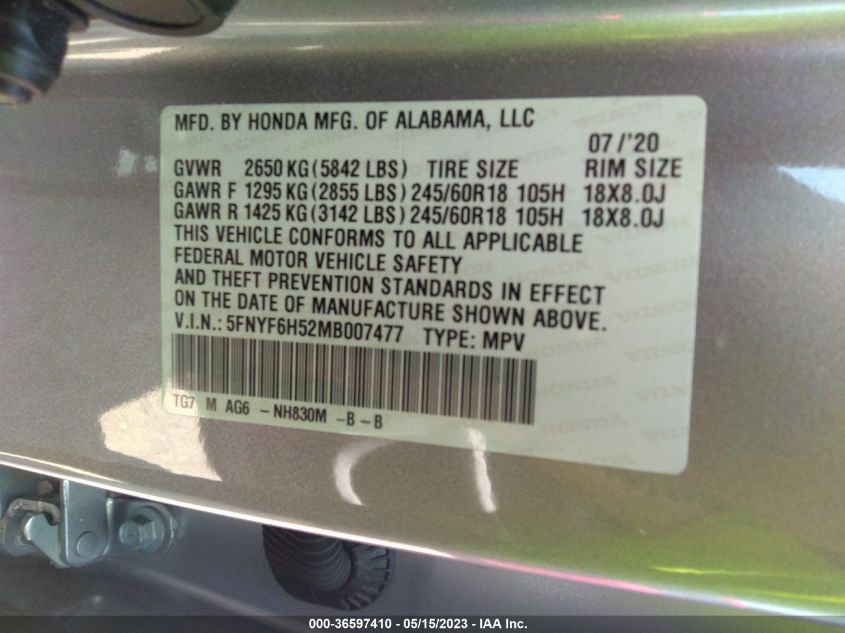 MFD. BY HONDA MFG. OF ALABAMA, LLC
07/'20
GVWR 2650 KG (5842 LBS) TIRE SIZE RIM SIZE
GAWR F 1295 KG (2855 LBS) 245/60R18 105H 18X8.0J
GAWR R 1425 KG (3142 LBS) 245/60R18 105H 18X8.0J
THIS VEHICLE CONFORMS TO ALL APPLICABLE
FEDERAL MOTOR VEHICLE SAFETY
AND THEFT PREVENTION STANDARDS IN EFFECT
ON THE DATE OF MANUFACTURE SHOWN ABOVE.
V.I.N.: 5FNYF6H52MB007477 TYPE: MPV
TG7 M AG6 -NH830M -B-B
000-36597410 - 05/15/2023 - IAA Inc.